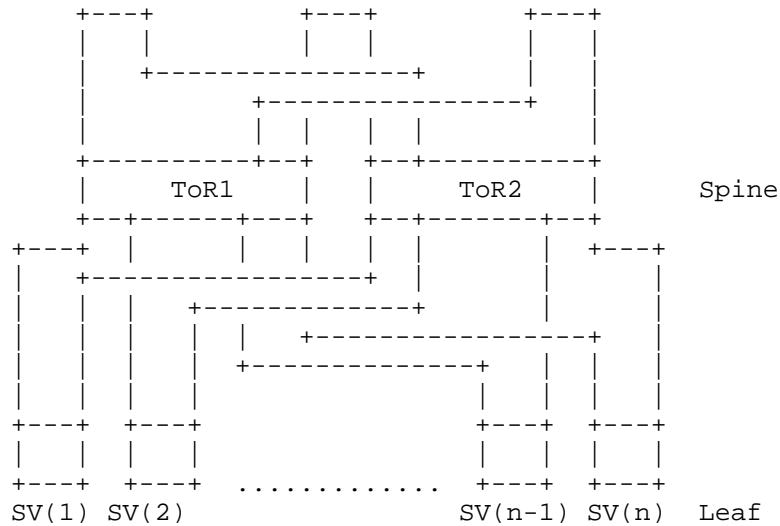 ToR1 ToR2 Spine
.............
SV(1) SV(2) SV(n-1) SV(n) Leaf